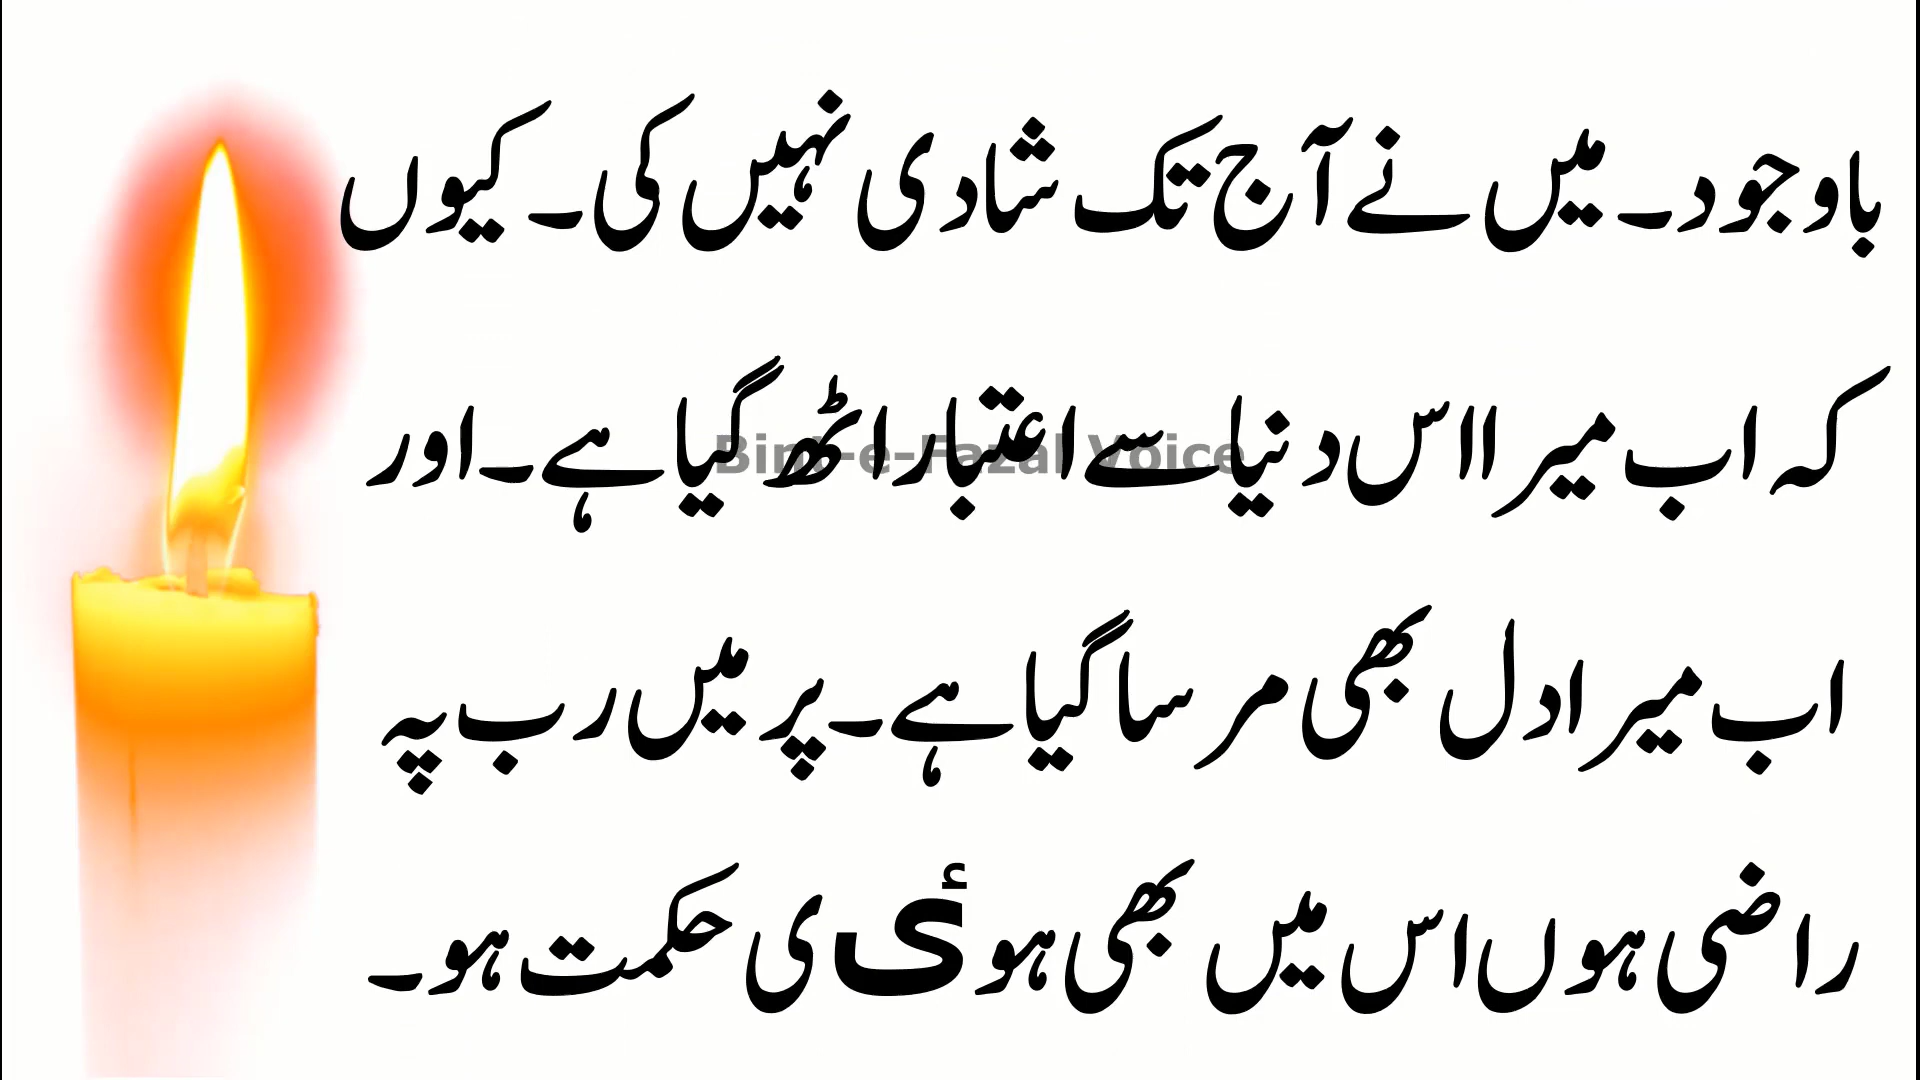 باوجود۔ میں نے آج تک شادی نہیں کی۔ کیوں
کہ اب میرا اس دنیا سے اعتبار اٹھ گیا ہے۔ اور
Bint-e-Fazal Voice
اب میرا دل بھی مر سا گیا ہے۔ پر میں رب پہ
راضی ہوں اس میں بھی ہوئی ی حکمت ہو۔